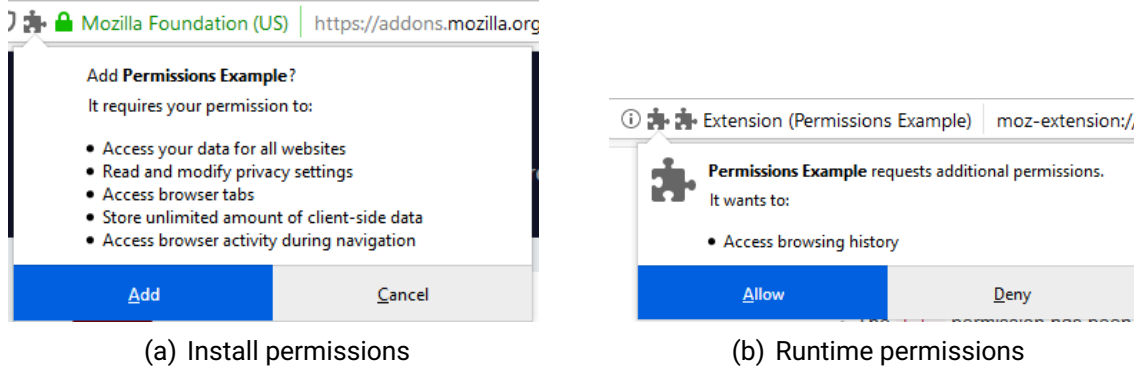 Mozilla Foundation (US) https://addons.mozilla.org
Add Permissions Example?
It requires your permission to:
• Access your data for all websites
• Read and modify privacy settings
• Access browser tabs
• Store unlimited amount of client-side data
• Access browser activity during navigation
Add Cancel
(a) Install permissions
Extension (Permissions Example) moz-extension:/
Permissions Example requests additional permissions.
It wants to:
• Access browsing history
Allow Deny
(b) Runtime permissions